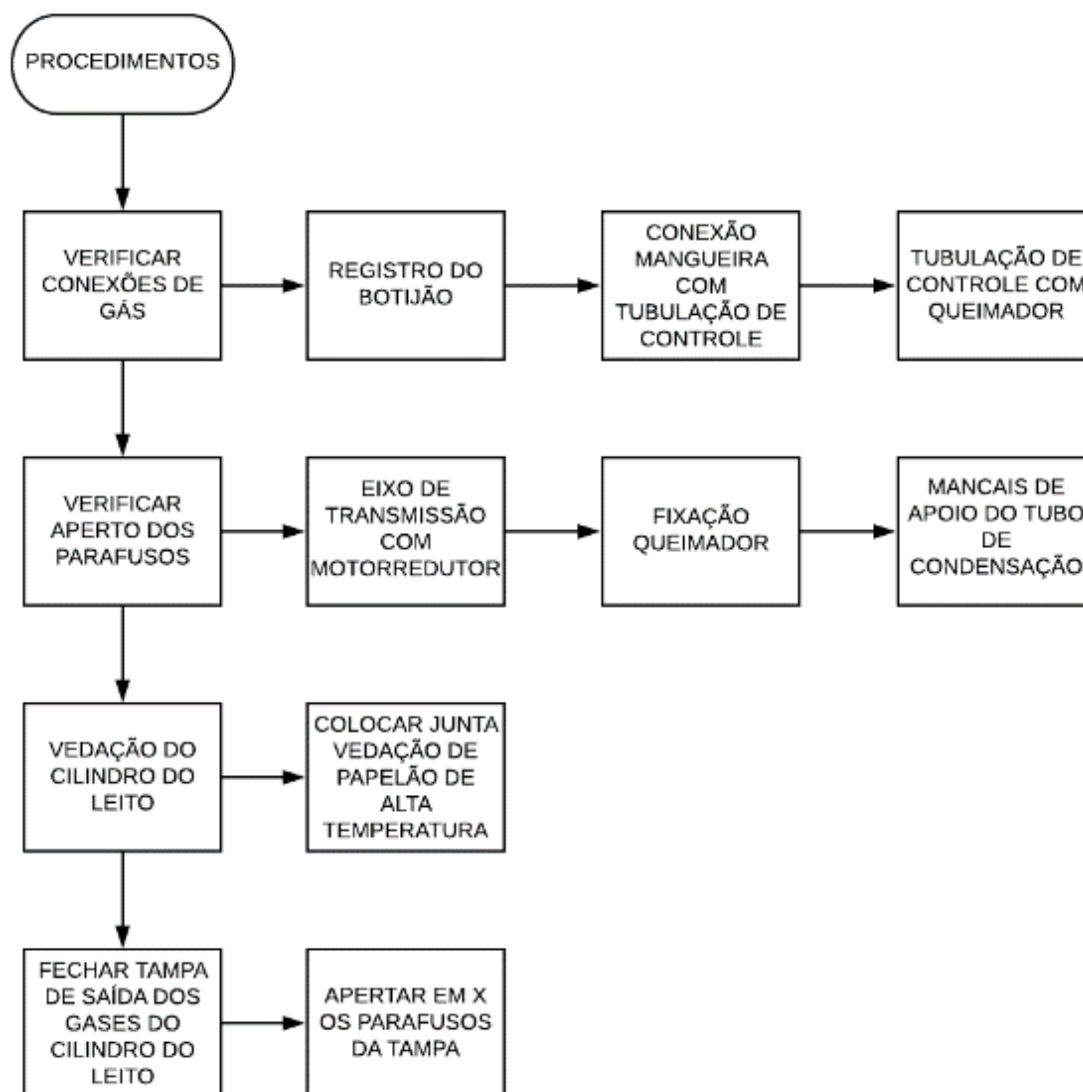 PROCEDIMENTOS
VERIFICAR
CONEXÕES DE
GÁS
REGISTRO DO
BOTIJÃO
CONEXÃO
MANGUEIRA
COM
TUBULAÇÃO DE
CONTROLE
TUBULAÇÃO DE
CONTROLE COM
QUEIMADOR
VERIFICAR
APERTO DOS
PARAFUSOS
EIXO DE
TRANSMISSÃO
COM
MOTORREDUTOR
FIXAÇÃO
QUEIMADOR
MANCAIS DE
APOIO DO TUBO
DE
CONDENSAÇÃO
VEDAÇÃO DO
CILINDRO DO
LEITO
COLOCAR JUNTA
VEDAÇÃO DE
PAPELÃO DE
ALTA
TEMPERATURA
FECHAR TAMPA
DE SAÍDA DOS
GASES DO
CILINDRO DO
LEITO
APERTAR EM X
OS PARAFUSOS
DA TAMPA